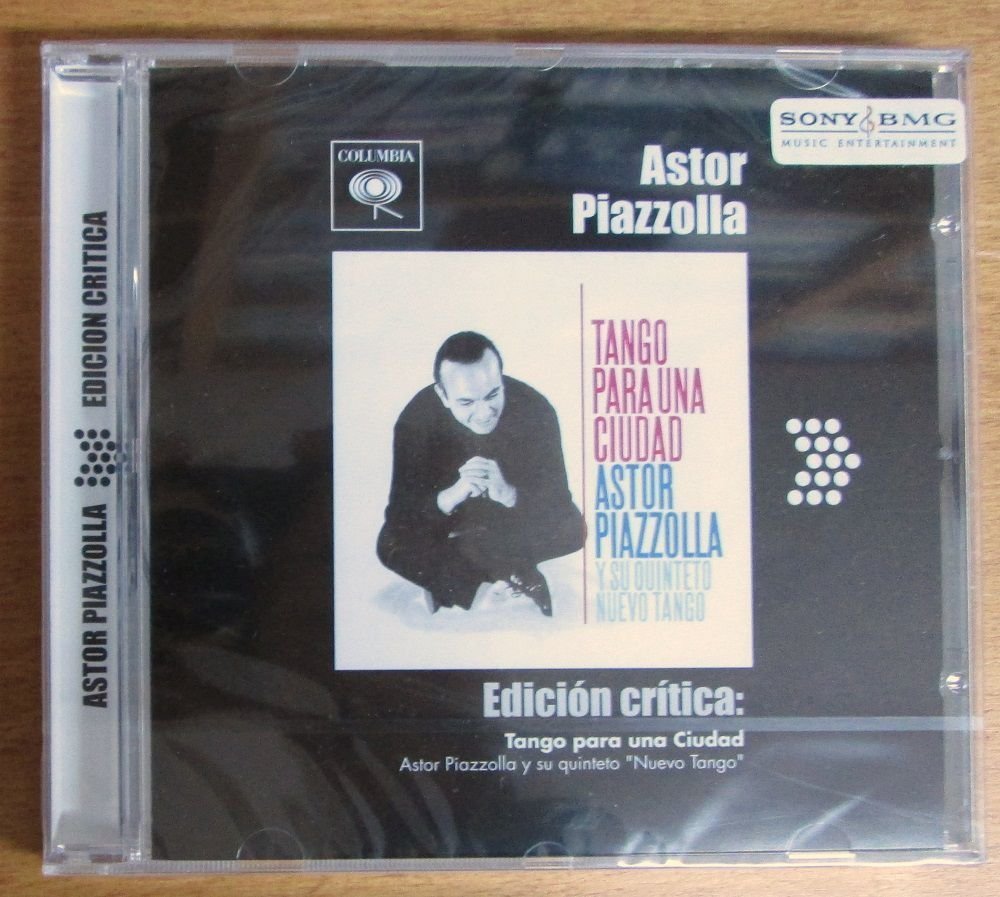 SONY BMG
MUSIC ENTERTAINMENT
COLUMBIA
Astor
Piazzolla
TANGO
PARA UNA
CIUDAD
ASTOR
PIAZZOLLA
Y SU QUINTETO
NUEVO TANGO
Edición crítica:
Tango para una Ciudad
Astor Piazzolla y su quinteto "Nuevo Tango"
ASTOR PIAZZOLLA EDICION CRITICA